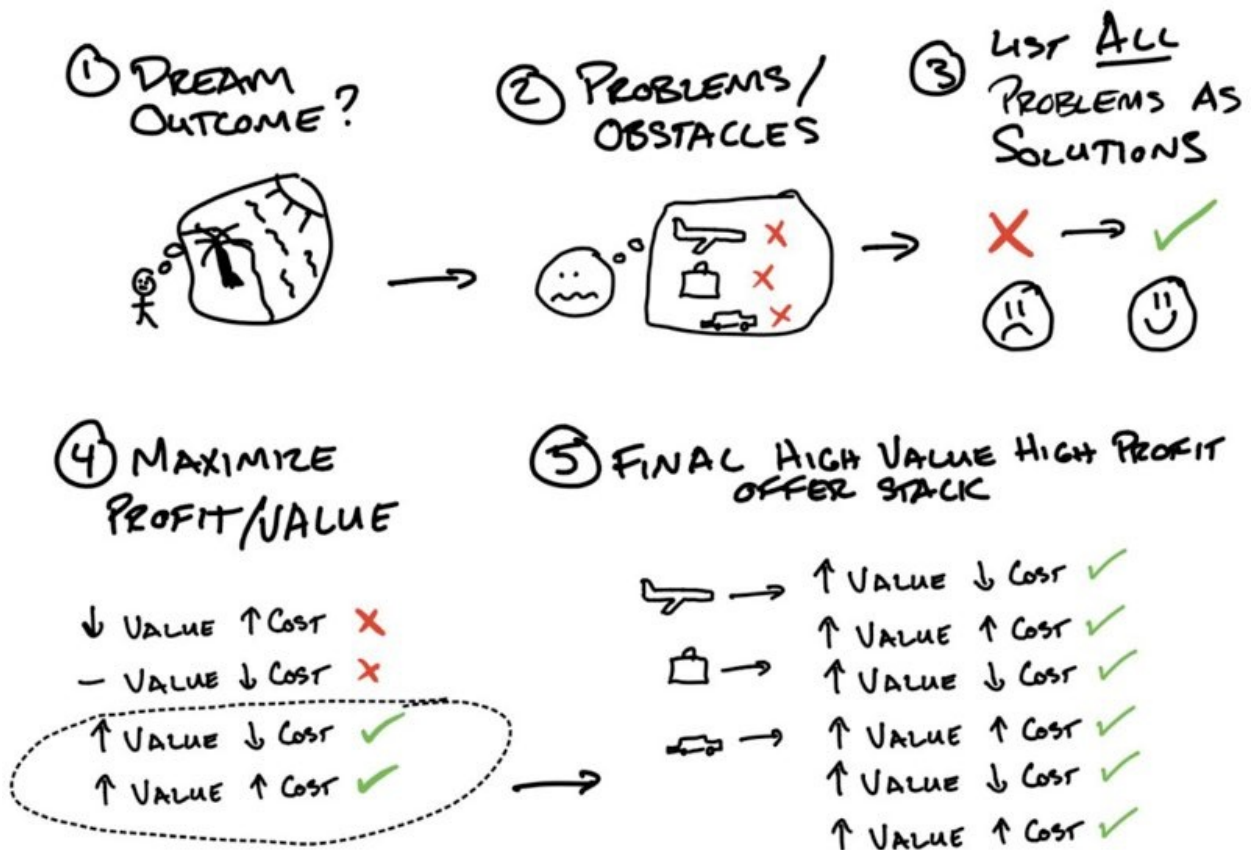 ① DREAM
OUTCOME?
② PROBLEMS/
OBSTACLES
③ LIST ALL
PROBLEMS AS
SOLUTIONS
④ MAXIMIZE
PROFIT/VALUE
↓ VALUE ↑ COST ✗
– VALUE ↓ COST ✗
↑ VALUE ↓ COST ✓
↑ VALUE ↑ COST ✓
⑤ FINAL HIGH VALUE HIGH PROFIT
OFFER STACK
↑ VALUE ↓ COST ✓
↑ VALUE ↑ COST ✓
↑ VALUE ↓ COST ✓
↑ VALUE ↑ COST ✓
↑ VALUE ↓ COST ✓
↑ VALUE ↑ COST ✓